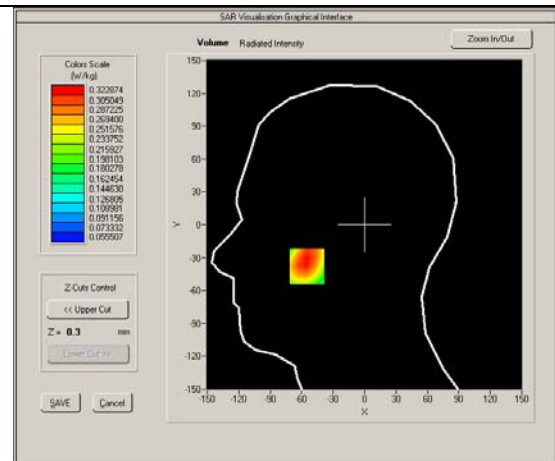 SAR Visualisation Graphical Interface
Volume Radiated Intensity
Zoom In/Out
Colors Scale
(W/kg)
0.322874
0.305049
0.287225
0.269400
0.251576
0.233752
0.215927
0.198103
0.180278
0.162454
0.144630
0.126805
0.108981
0.091156
0.073332
0.055507
Z-Cuts Control
<< Upper Cut
Z = 0.3 mm
Lower Cut >>
SAVE
Cancel
150
120
90
60
30
0
-30
-60
-90
-120
-150
Y
-150 -120 -90 -60 -30 0 30 60 90 120 150
X